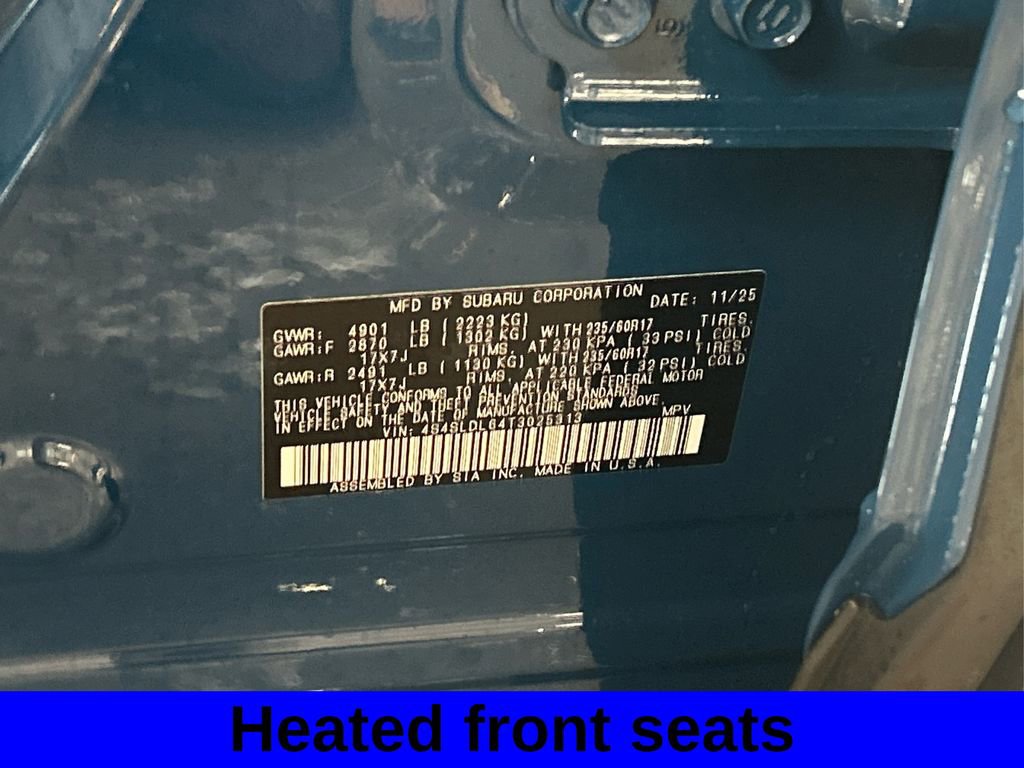 MFD BY SUBARU CORPORATION DATE: 11/25
GVWR: 4901 LB ( 2223 KG)
GAWR:F 2870 LB ( 1302 KG) WITH 235/60R17 TIRES.
17X7J RIMS, AT 230 KPA ( 33 PSI) COLD
GAWR:R 2491 LB ( 1130 KG) WITH 235/60R17 TIRES.
17X7J RIMS, AT 220 KPA ( 32 PSI) COLD
THIS VEHICLE CONFORMS TO ALL APPLICABLE FEDERAL MOTOR
VEHICLE SAFETY AND THEFT PREVENTION STANDARDS
IN EFFECT ON THE DATE OF MANUFACTURE SHOWN ABOVE.
VIN: 4S4SLDL64T3025313 MPV
ASSEMBLED BY SIA INC. MADE IN U.S.A.
Heated front seats